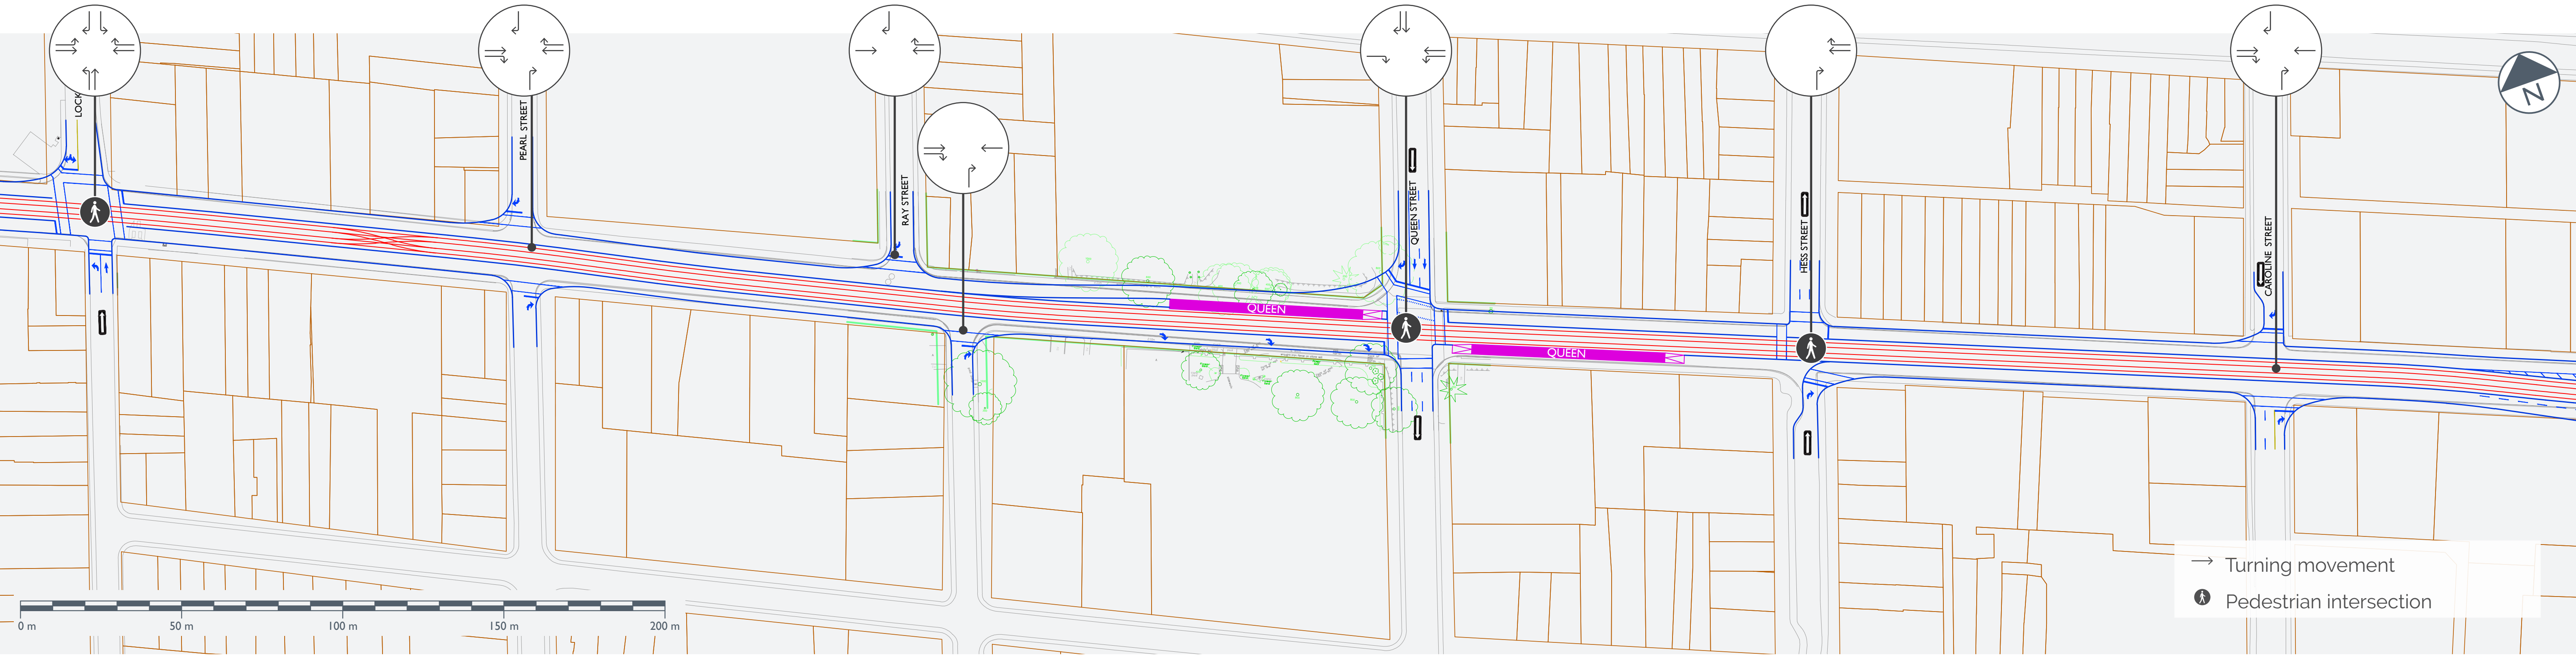 LOCK
PEARL STREET
RAY STREET
QUEEN STREET
HESS STREET
CAROLINE STREET
N
QUEEN
QUEEN
Turning movement
Pedestrian intersection
0 m
50 m
100 m
150 m
200 m